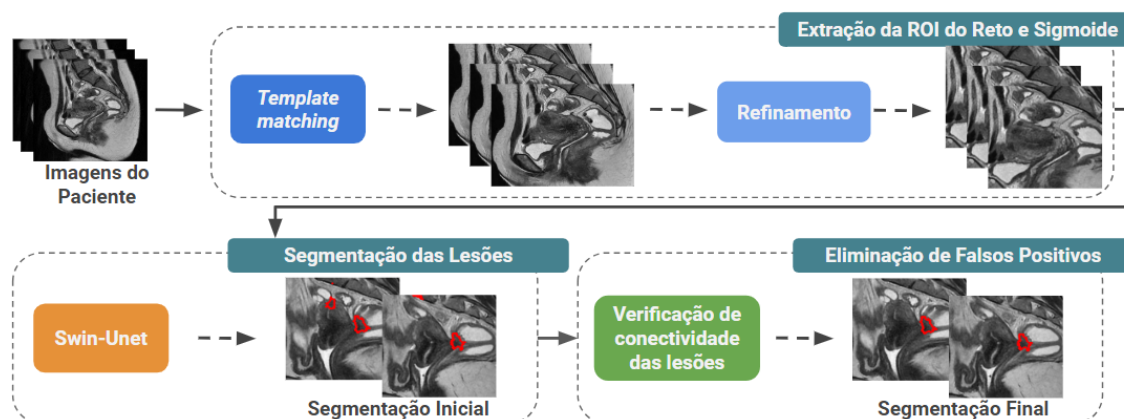 Extração da ROI do Reto e Sigmoide
Template
matching
Refinamento
Imagens do
Paciente
Segmentação das Lesões
Eliminação de Falsos Positivos
Swin-Unet
Verificação de
conectividade
das lesões
Segmentação Inicial
Segmentação Final